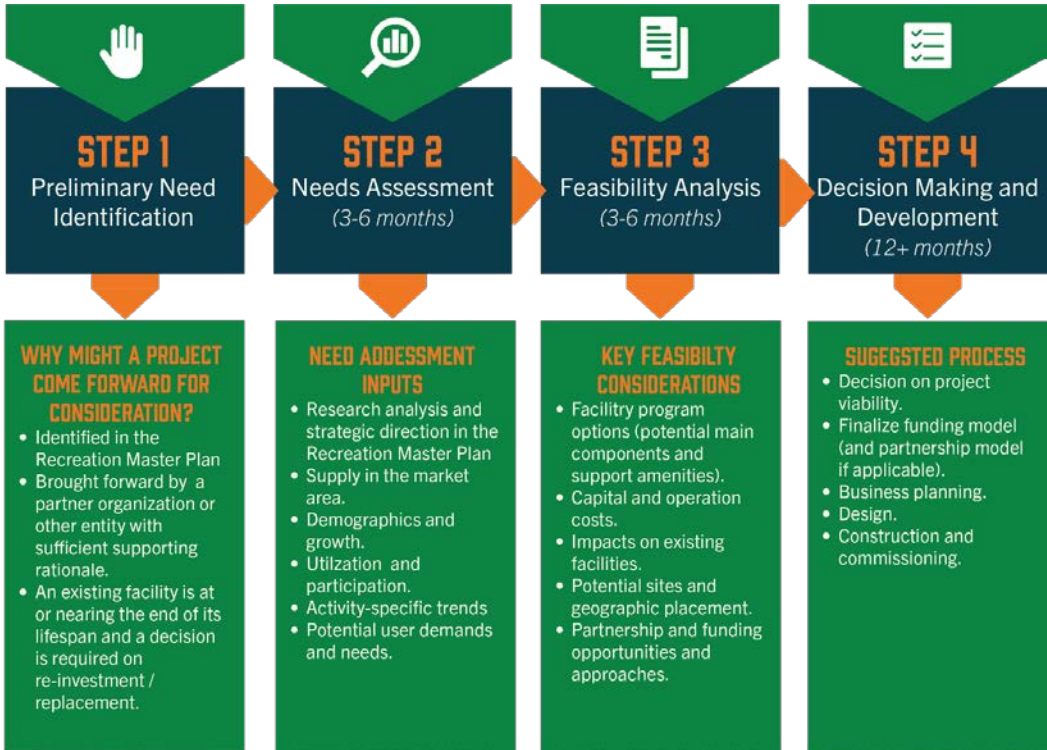 STEP 1
Preliminary Need
Identification
STEP 2
Needs Assessment
(3-6 months)
STEP 3
Feasibility Analysis
(3-6 months)
STEP 4
Decision Making and
Development
(12+ months)
WHY MIGHT A PROJECT
COME FORWARD FOR
CONSIDERATION?
• Identified in the
Recreation Master Plan
• Brought forward by a
partner organization or
other entity with
sufficient supporting
rationale.
• An existing facility is at
or nearing the end of its
lifespan and a decision
is required on
re-investment /
replacement.
NEED ADDESSMENT
INPUTS
• Research analysis and
strategic direction in the
Recreation Master Plan
• Supply in the market
area.
• Demographics and
growth.
• Utilzation and
participation.
• Activity-specific trends
• Potential user demands
and needs.
KEY FEASIBILTY
CONSIDERATIONS
• Facilitry program
options (potential main
components and
support amenities).
• Capital and operation
costs.
• Impacts on existing
facilities.
• Potential sites and
geographic placement.
• Partnership and funding
opportunities and
approaches.
SUGEGSTED PROCESS
• Decision on project
viability.
• Finalize funding model
(and partnership model
if applicable).
• Business planning.
• Design.
• Construction and
commissioning.